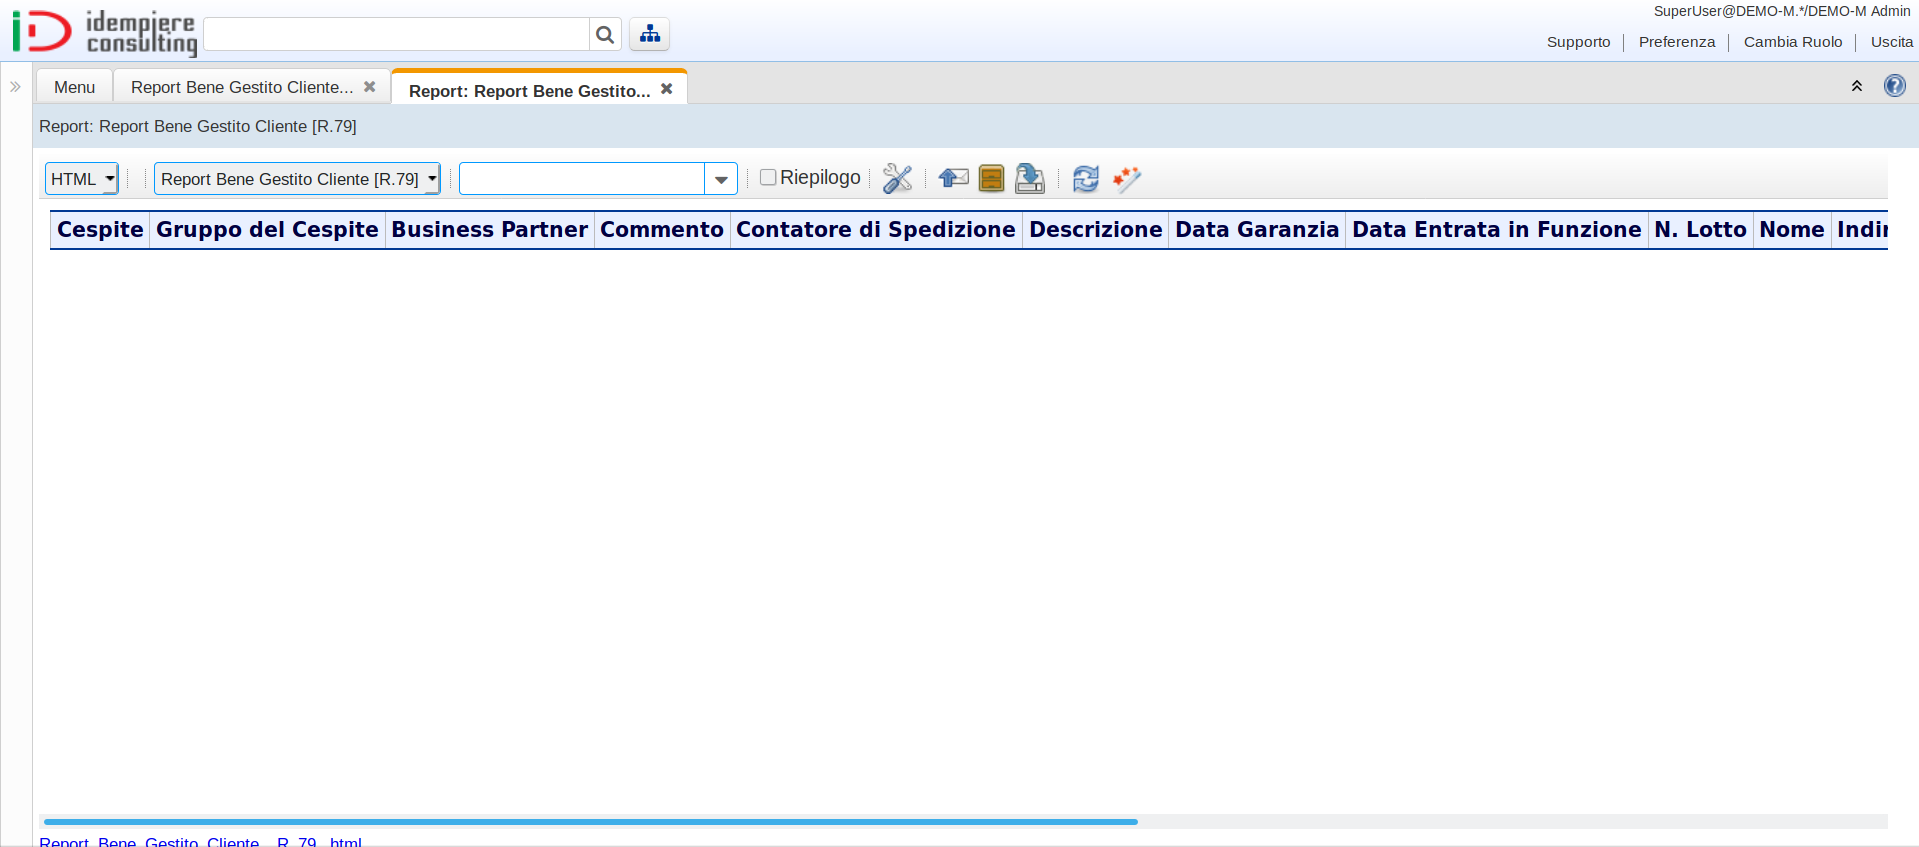 idempiere
consulting
SuperUser@DEMO-M.*/DEMO-M Admin
Supporto
Preferenza
Cambia Ruolo
Uscita
Menu
Report Bene Gestito Cliente...
Report: Report Bene Gestito...
Report: Report Bene Gestito Cliente [R.79]
HTML
Report Bene Gestito Cliente [R.79]
Riepilogo
Cespite
Gruppo del Cespite
Business Partner
Commento
Contatore di Spedizione
Descrizione
Data Garanzia
Data Entrata in Funzione
N. Lotto
Nome
Indir
Report_Bene_Gestito_Cliente__R_79_.html